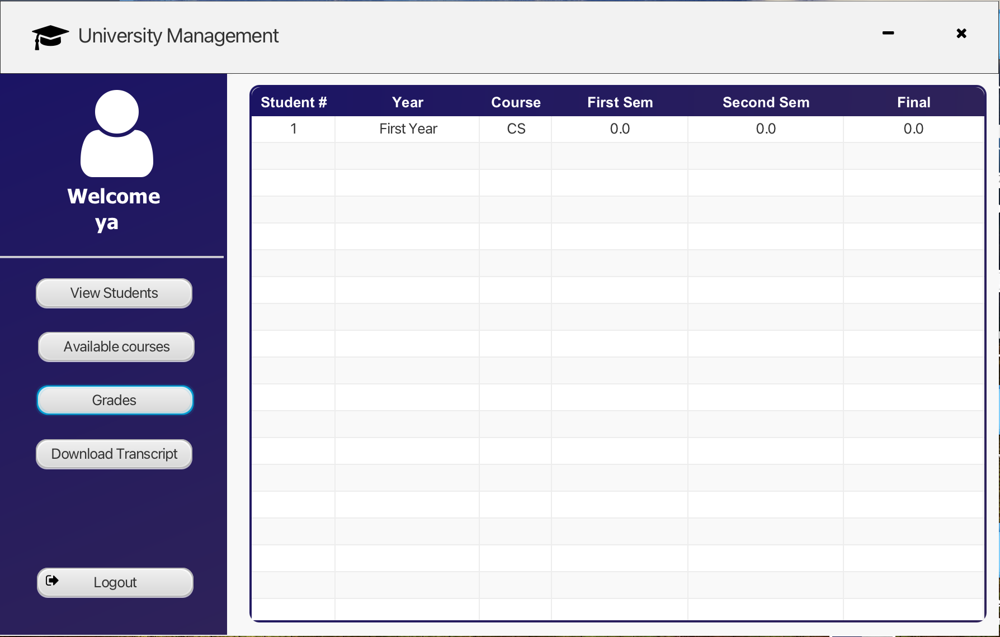 University Management
Welcome
ya
View Students
Available courses
Grades
Download Transcript
Logout
Student # Year Course First Sem Second Sem Final
1 First Year CS 0.0 0.0 0.0